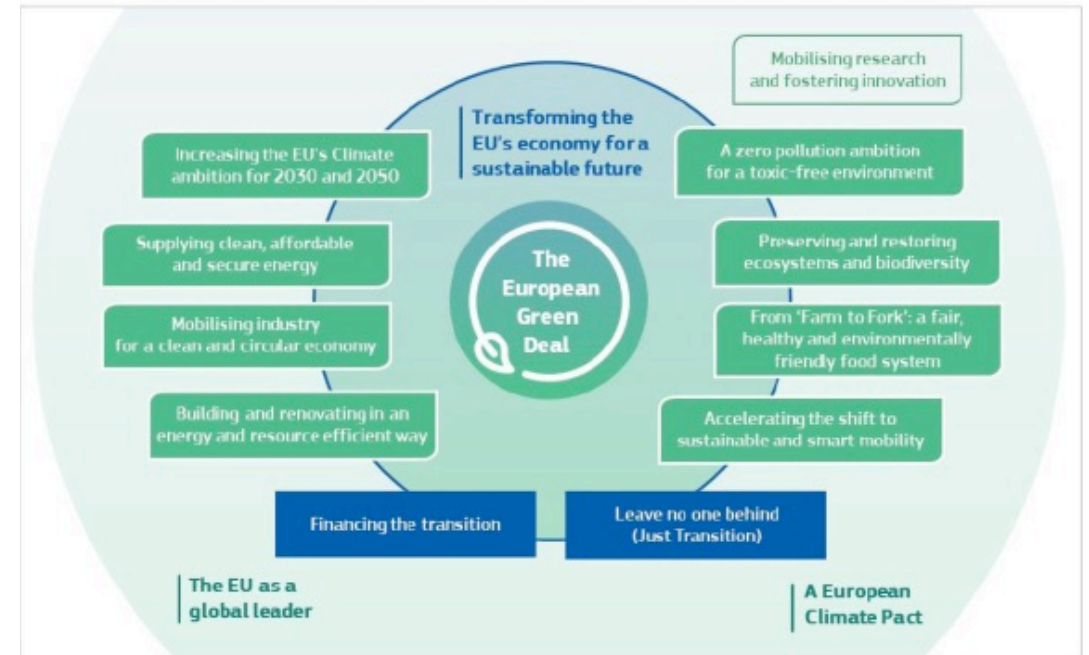 Mobilising research
and fostering innovation
Transforming the
EU's economy for a
sustainable future
Increasing the EU's Climate
ambition for 2030 and 2050
A zero pollution ambition
for a toxic-free environment
Supplying clean, affordable
and secure energy
Preserving and restoring
ecosystems and biodiversity
The
European
Green
Deal
Mobilising industry
for a clean and circular economy
From 'Farm to Fork': a fair,
healthy and environmentally
friendly food system
Building and renovating in an
energy and resource efficient way
Accelerating the shift to
sustainable and smart mobility
Financing the transition
Leave no one behind
(Just Transition)
The EU as a
global leader
A European
Climate Pact